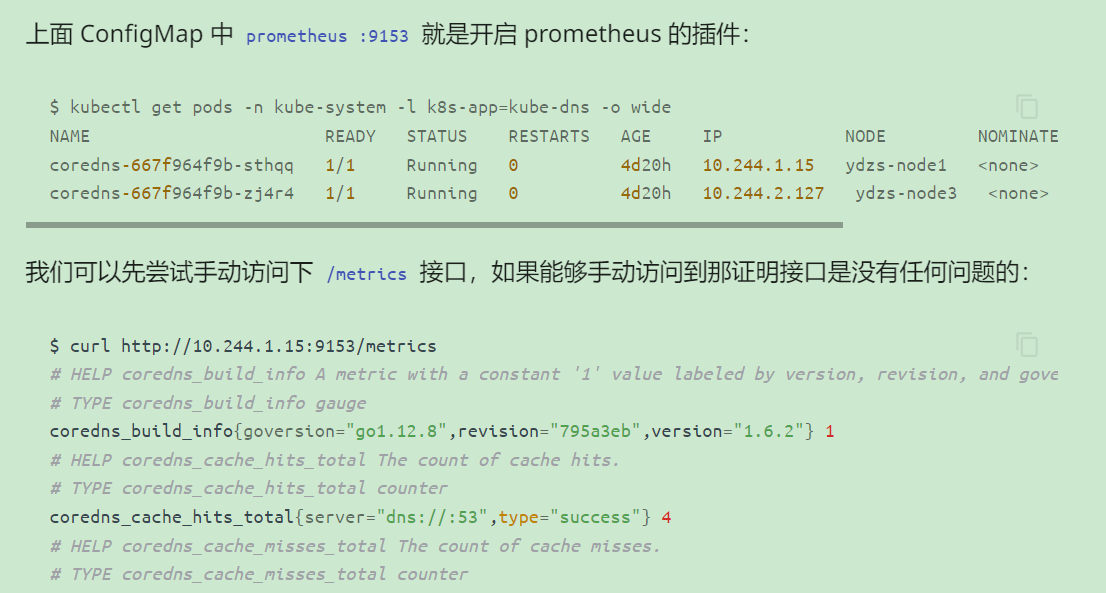 上面 ConfigMap 中 prometheus :9153 就是开启 prometheus 的插件：
$ kubectl get pods -n kube-system -l k8s-app=kube-dns -o wide
NAME READY STATUS RESTARTS AGE IP NODE NOMINATE
coredns-667f964f9b-sthqq 1/1 Running 0 4d20h 10.244.1.15 ydzs-node1 <none>
coredns-667f964f9b-zj4r4 1/1 Running 0 4d20h 10.244.2.127 ydzs-node3 <none>
我们可以先尝试手动访问下 /metrics 接口，如果能够手动访问到那证明接口是没有任何问题的：
$ curl http://10.244.1.15:9153/metrics
# HELP coredns_build_info A metric with a constant '1' value labeled by version, revision, and gove
# TYPE coredns_build_info gauge
coredns_build_info{goversion="go1.12.8",revision="795a3eb",version="1.6.2"} 1
# HELP coredns_cache_hits_total The count of cache hits.
# TYPE coredns_cache_hits_total counter
coredns_cache_hits_total{server="dns://:53",type="success"} 4
# HELP coredns_cache_misses_total The count of cache misses.
# TYPE coredns_cache_misses_total counter